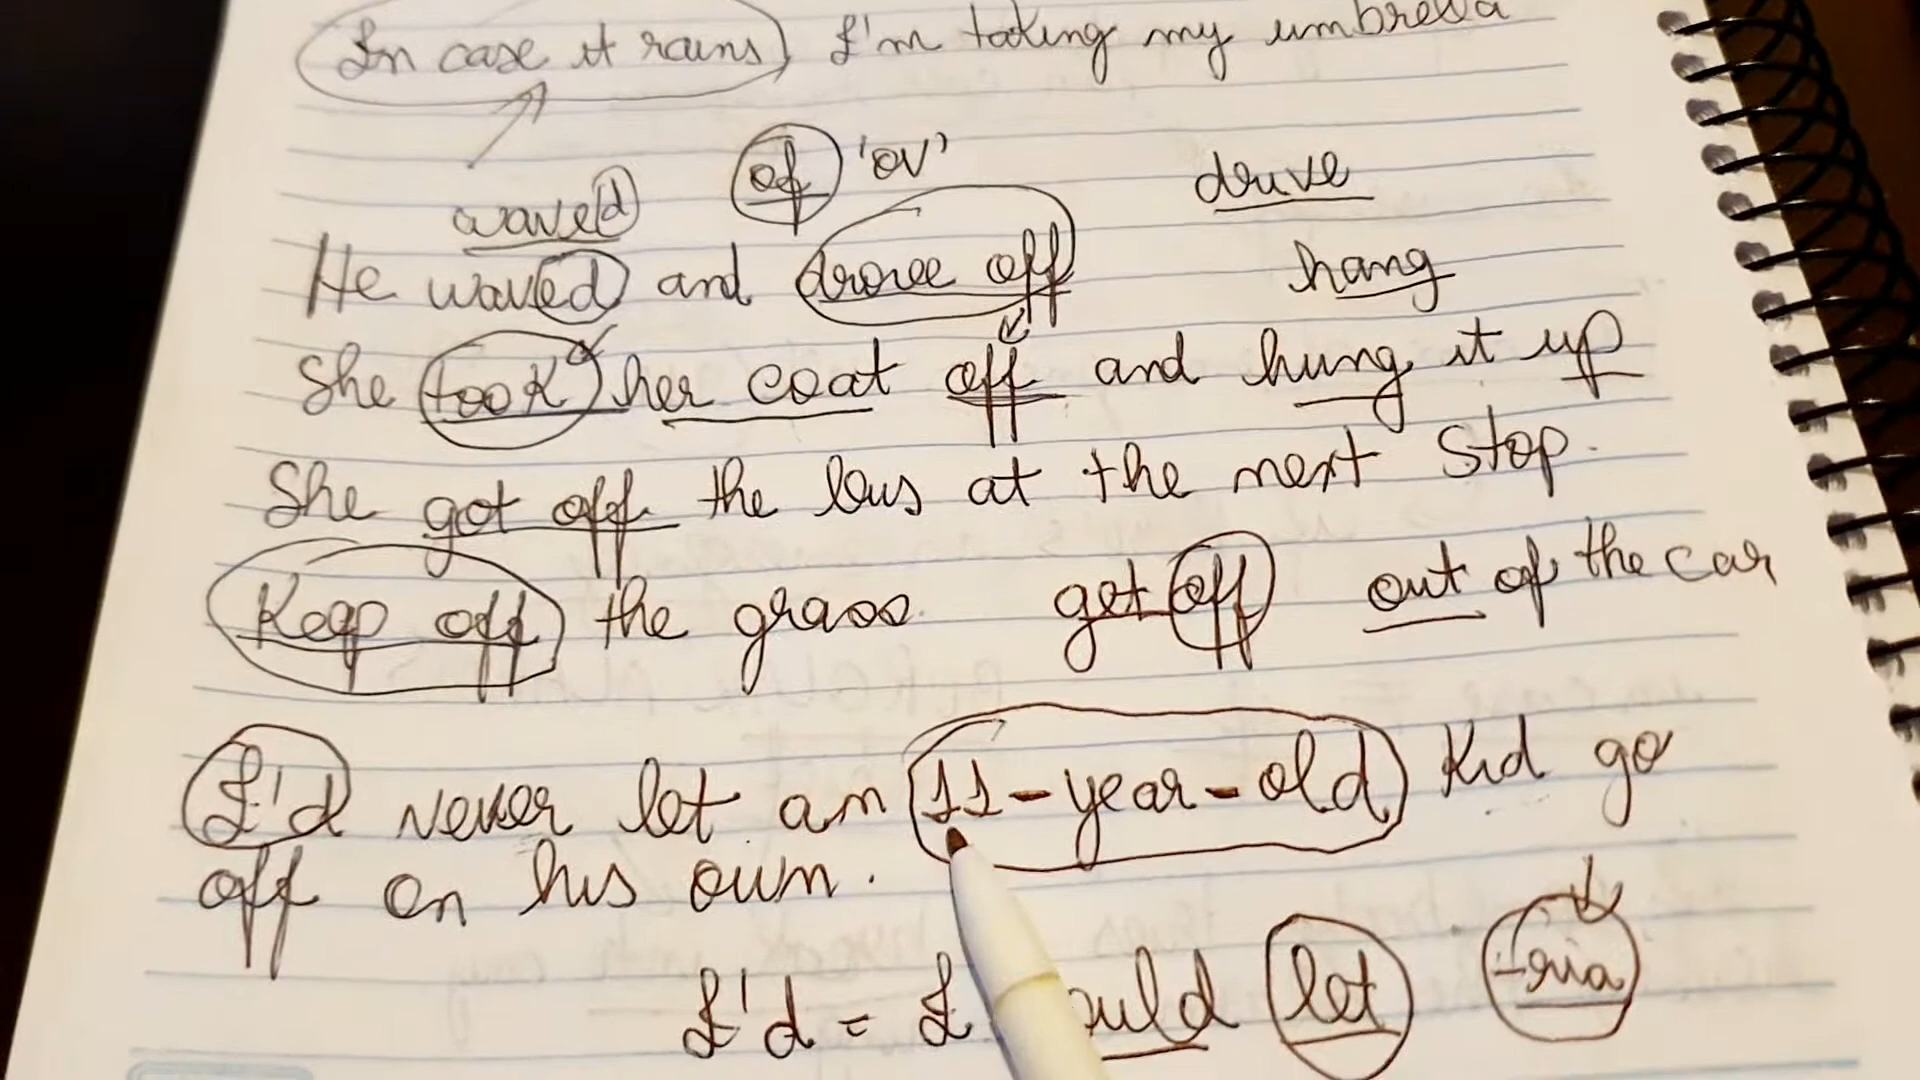 In case it rains, I'm taking my umbrella
of 'ov' drive
waved hang
He waved and drove off
She took her coat off and hung it up
She got off the bus at the next stop.
Keep off the grass. get off out of the car
I'd never let an 11-year-old kid go
off on his own.
I'd = I ould let -ria